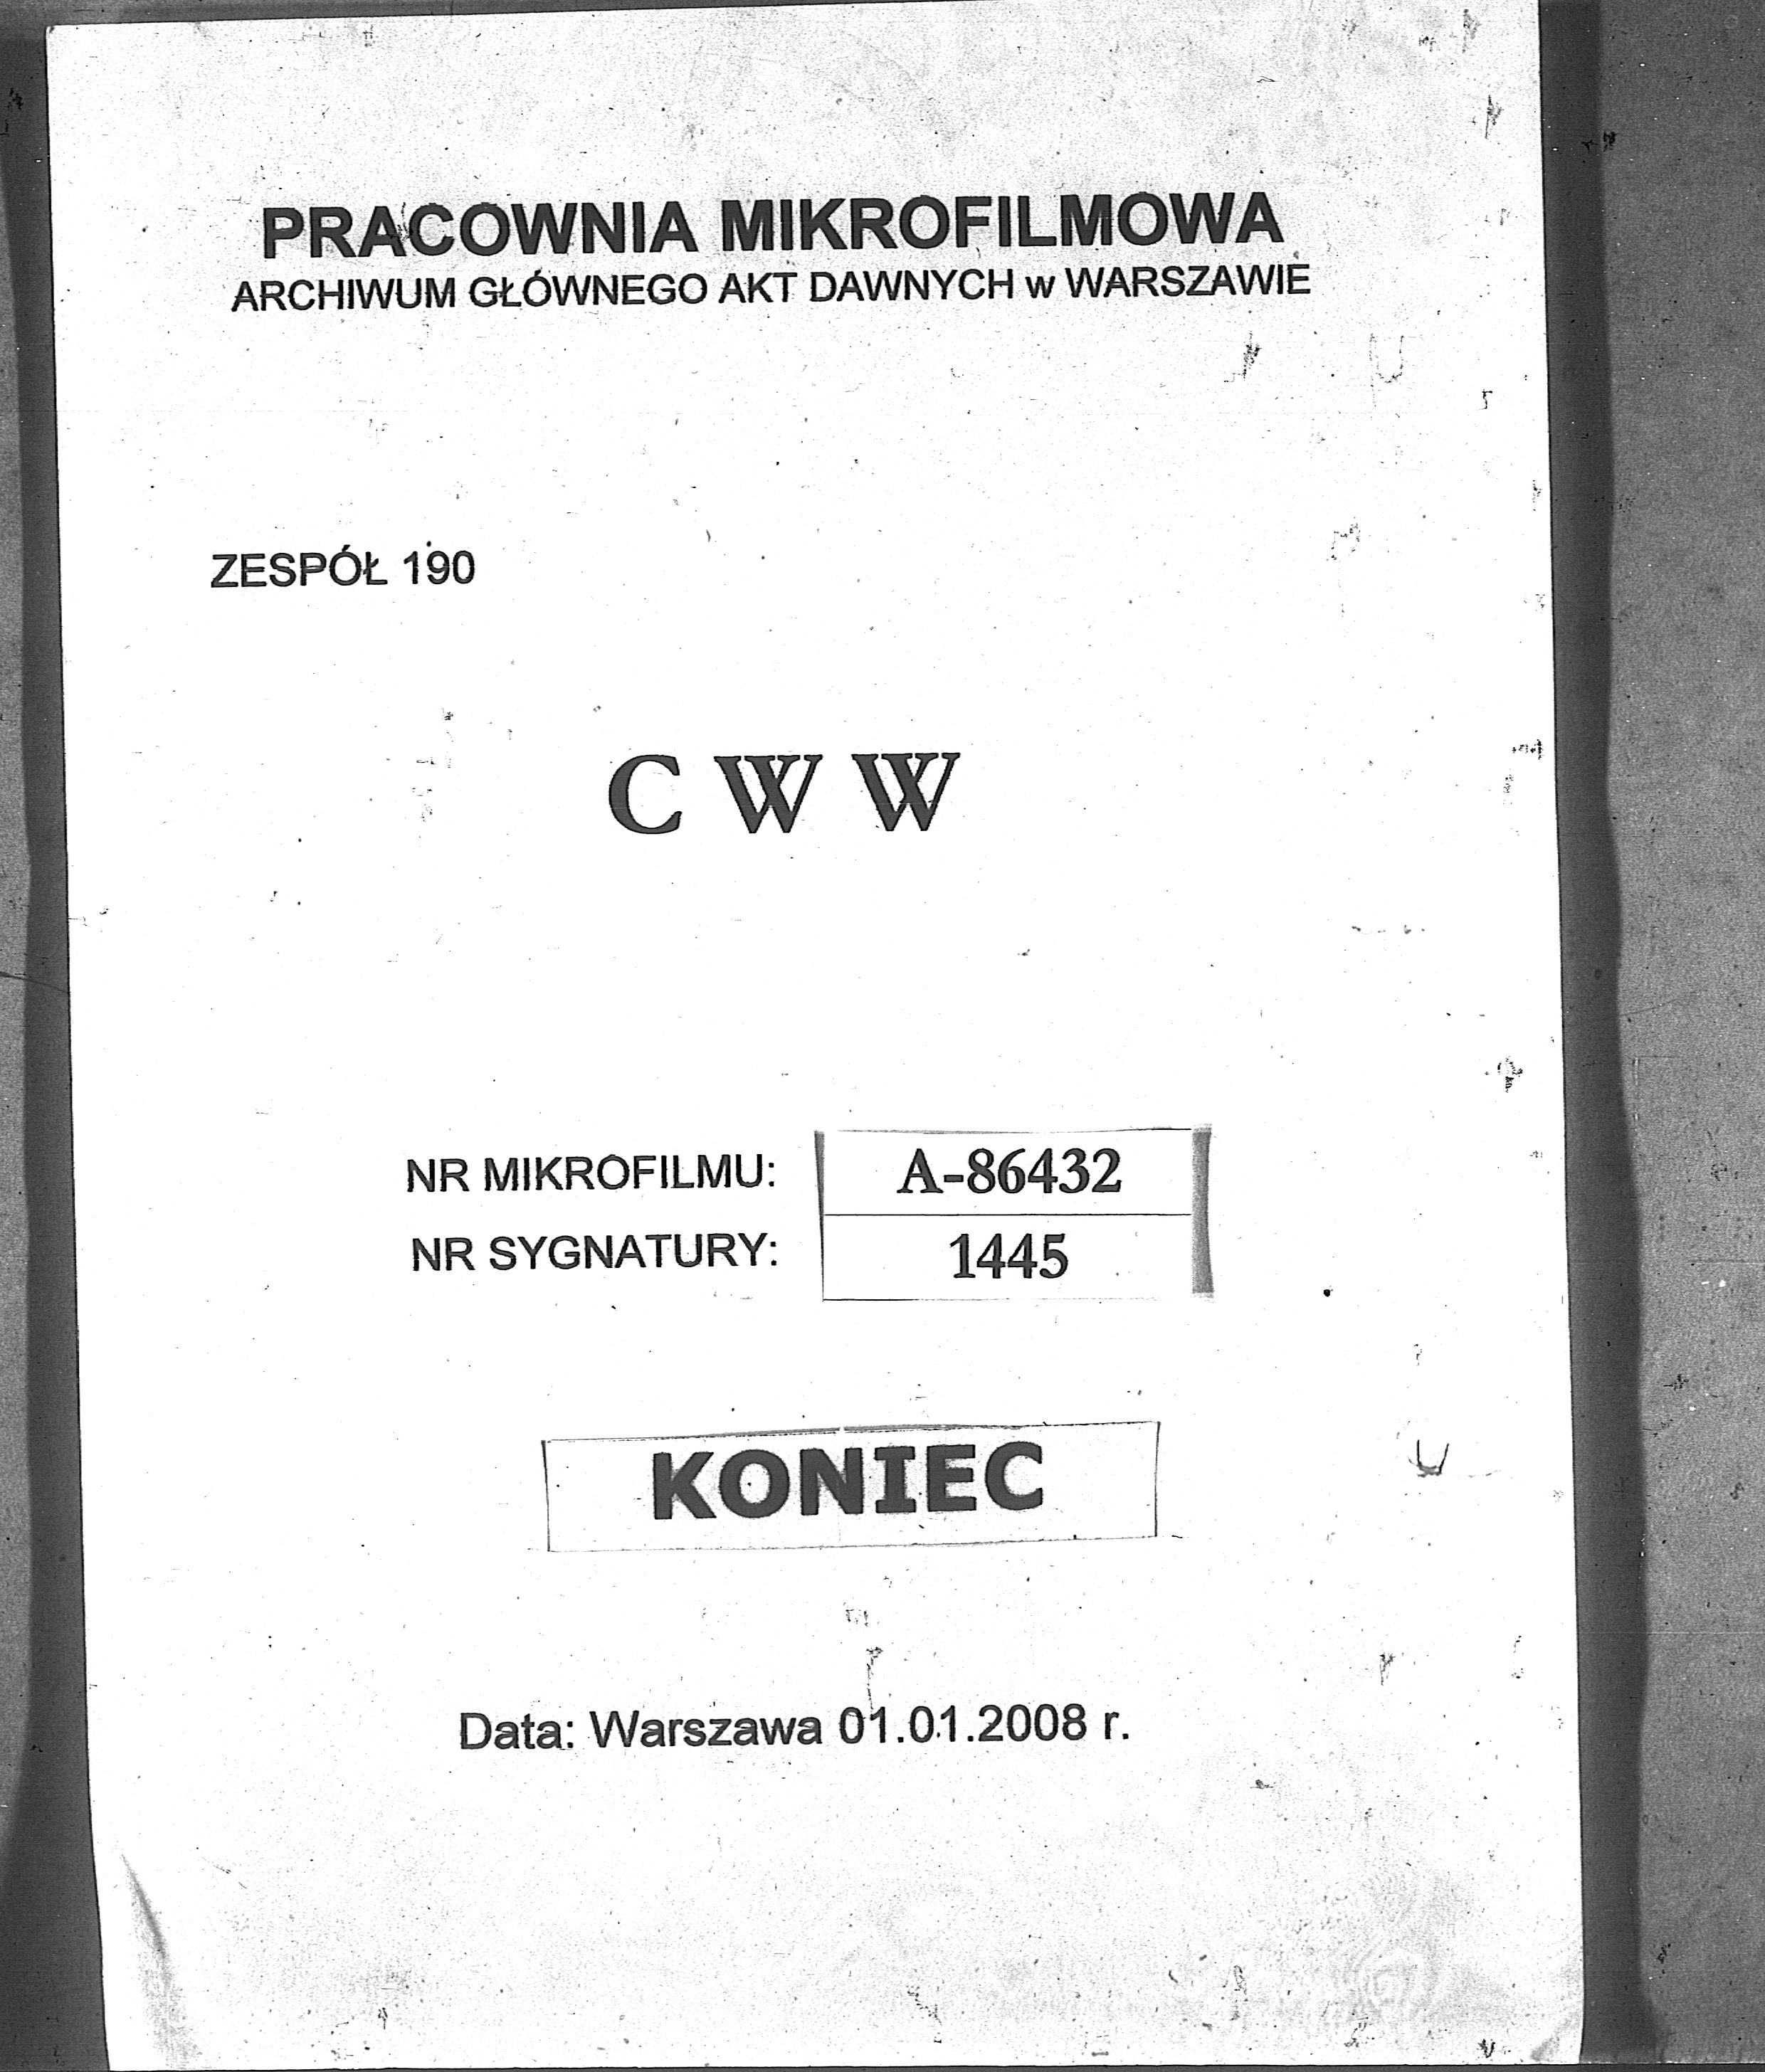 PRACOWNIA MIKROFILMOWA
ARCHIWUM GŁÓWNEGO AKT DAWNYCH w WARSZAWIE
ZESPÓŁ 190
C W W
NR MIKROFILMU: A-86432
NR SYGNATURY: 1445
KONIEC
Data: Warszawa 01.01.2008 r.